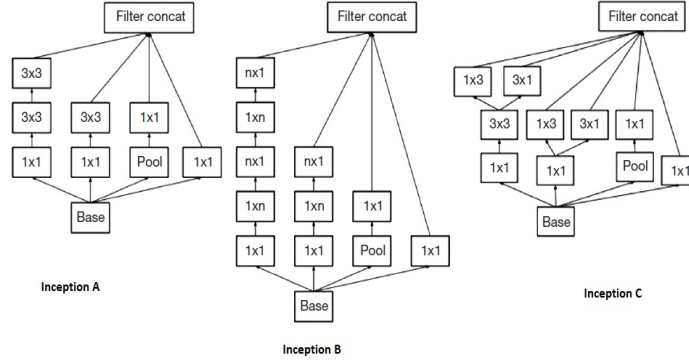 Filter concat
3x3
3x3
3x3
1x1
1x1
1x1
Pool
1x1
Base
Inception A
Filter concat
nx1
1xn
nx1
nx1
1xn
1xn
1x1
1x1
1x1
Pool
1x1
Base
Inception B
Filter concat
1x3
3x1
3x3
1x3
3x1
1x1
1x1
1x1
Pool
1x1
Base
Inception C